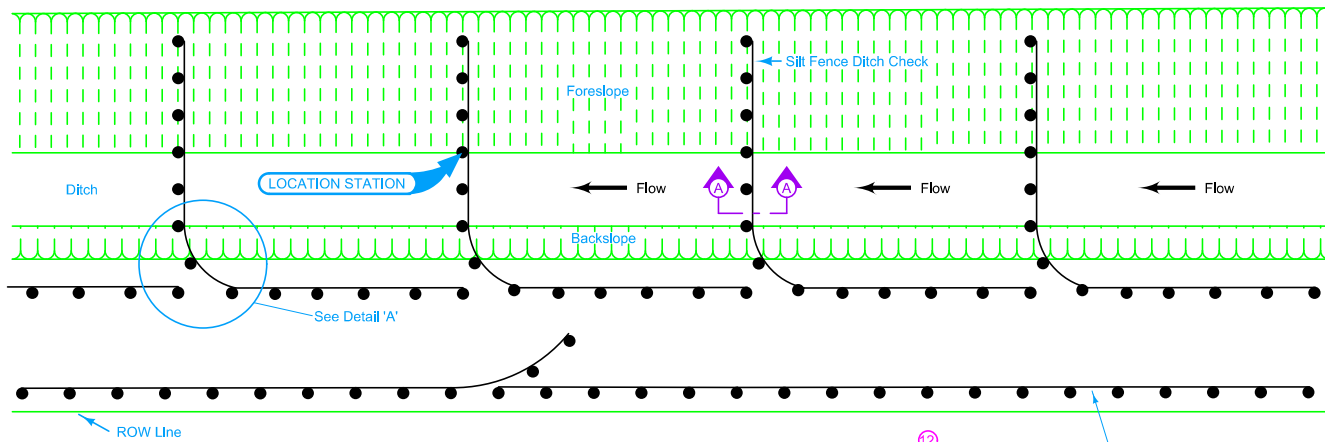 Silt Fence Ditch Check
Foreslope
Ditch
LOCATION STATION
Flow
A
A
Flow
Flow
Backslope
See Detail 'A'
ROW Line
12